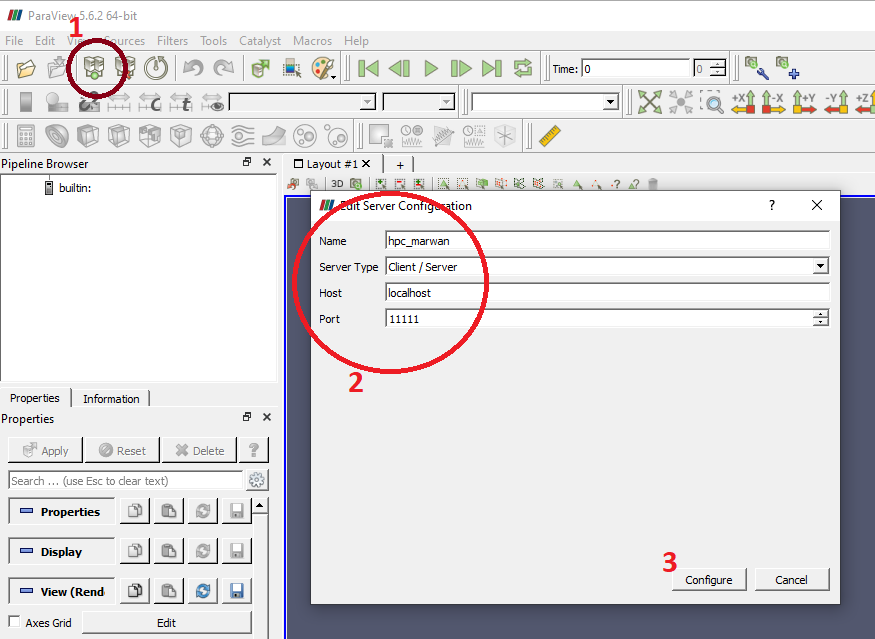 ParaView 5.6.2 64-bit
1
File Edit View Sources Filters Tools Catalyst Macros Help
Time: 0 0
+X -X +Y -Y +Z
Pipeline Browser
Layout #1
+
builtin:
3D
Edit Server Configuration
?
Name hpc_marwan
Server Type Client / Server
Host localhost
Port 11111
2
Properties Information
Properties
Apply Reset Delete ?
Search ... (use Esc to clear text)
Properties
Display
View (Rend
3
Configure Cancel
Axes Grid Edit